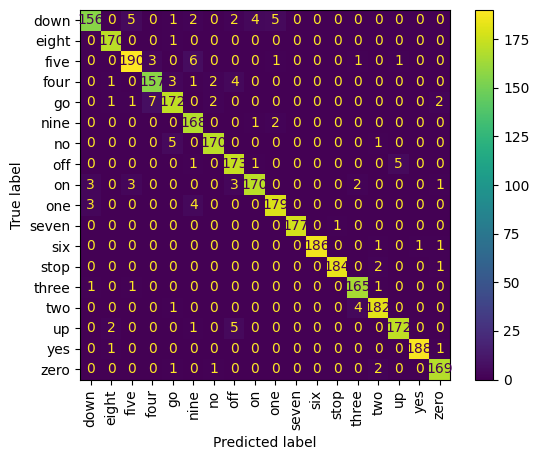 down 156 0 5 0 1 2 0 2 4 5 0 0 0 0 0 0 0 0
eight 0 170 0 0 1 0 0 0 0 0 0 0 0 0 0 0 0 0
five 0 0 190 3 0 6 0 0 0 1 0 0 0 1 0 1 0 0
four 0 1 0 157 3 1 2 4 0 0 0 0 0 0 0 0 0 0
go 0 1 1 7 172 0 2 0 0 0 0 0 0 0 0 0 0 2
nine 0 0 0 0 0 168 0 0 1 2 0 0 0 0 0 0 0 0
no 0 0 0 0 5 0 170 0 0 0 0 0 0 0 1 0 0 0
off 0 0 0 0 0 1 0 173 1 0 0 0 0 0 0 5 0 0
on 3 0 3 0 0 0 0 3 170 0 0 0 0 2 0 0 0 1
one 3 0 0 0 0 4 0 0 0 179 0 0 0 0 0 0 0 0
seven 0 0 0 0 0 0 0 0 0 0 177 0 1 0 0 0 0 0
six 0 0 0 0 0 0 0 0 0 0 0 186 0 0 1 0 1 1
stop 0 0 0 0 0 0 0 0 0 0 0 0 184 0 2 0 0 1
three 1 0 1 0 0 0 0 0 0 0 0 0 0 165 1 0 0 0
two 0 0 0 0 1 0 0 0 0 0 0 0 0 4 182 0 0 0
up 0 2 0 0 0 1 0 5 0 0 0 0 0 0 0 172 0 0
yes 0 1 0 0 0 0 0 0 0 0 0 0 0 0 0 0 188 1
zero 0 0 0 0 1 0 1 0 0 0 0 0 0 0 2 0 0 169
True label
down eight five four go nine no off on one seven six stop three two up yes zero
Predicted label
175
150
125
100
75
50
25
0